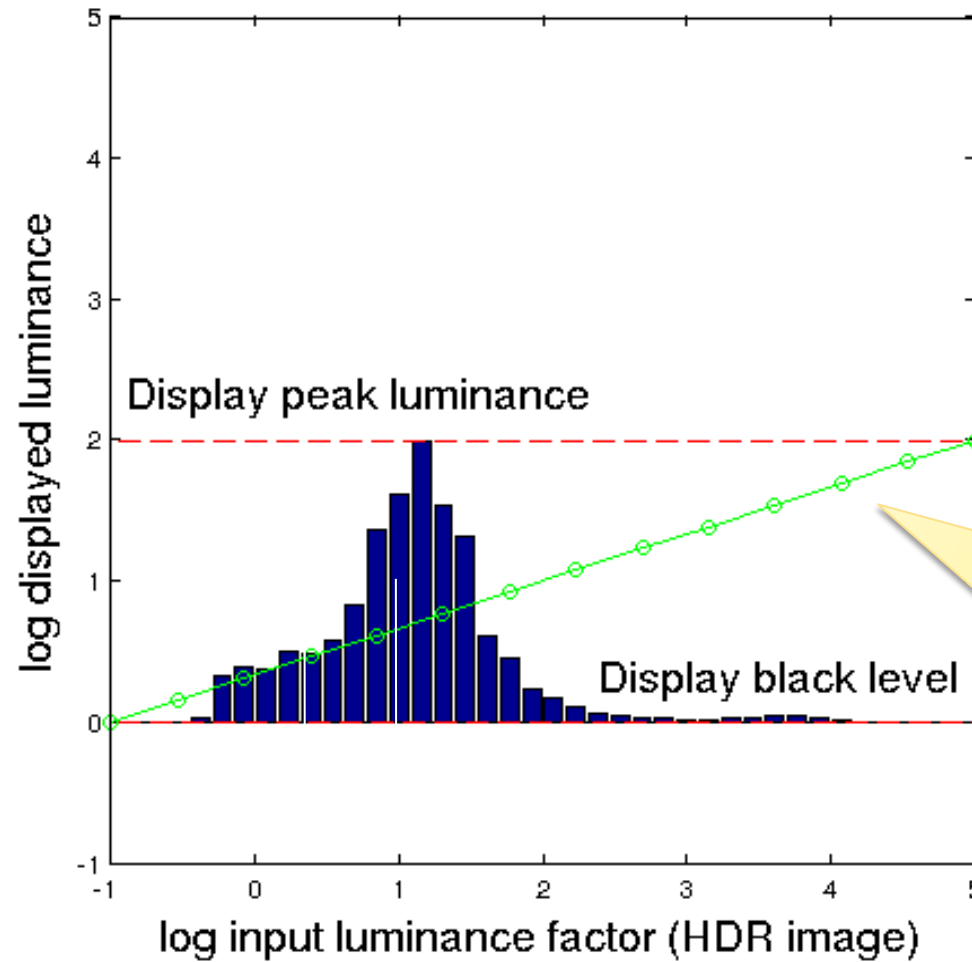 5
4
3
2
1
0
-1
log displayed luminance
Display peak luminance
Display black level
-1 0 1 2 3 4 5
log input luminance factor (HDR image)